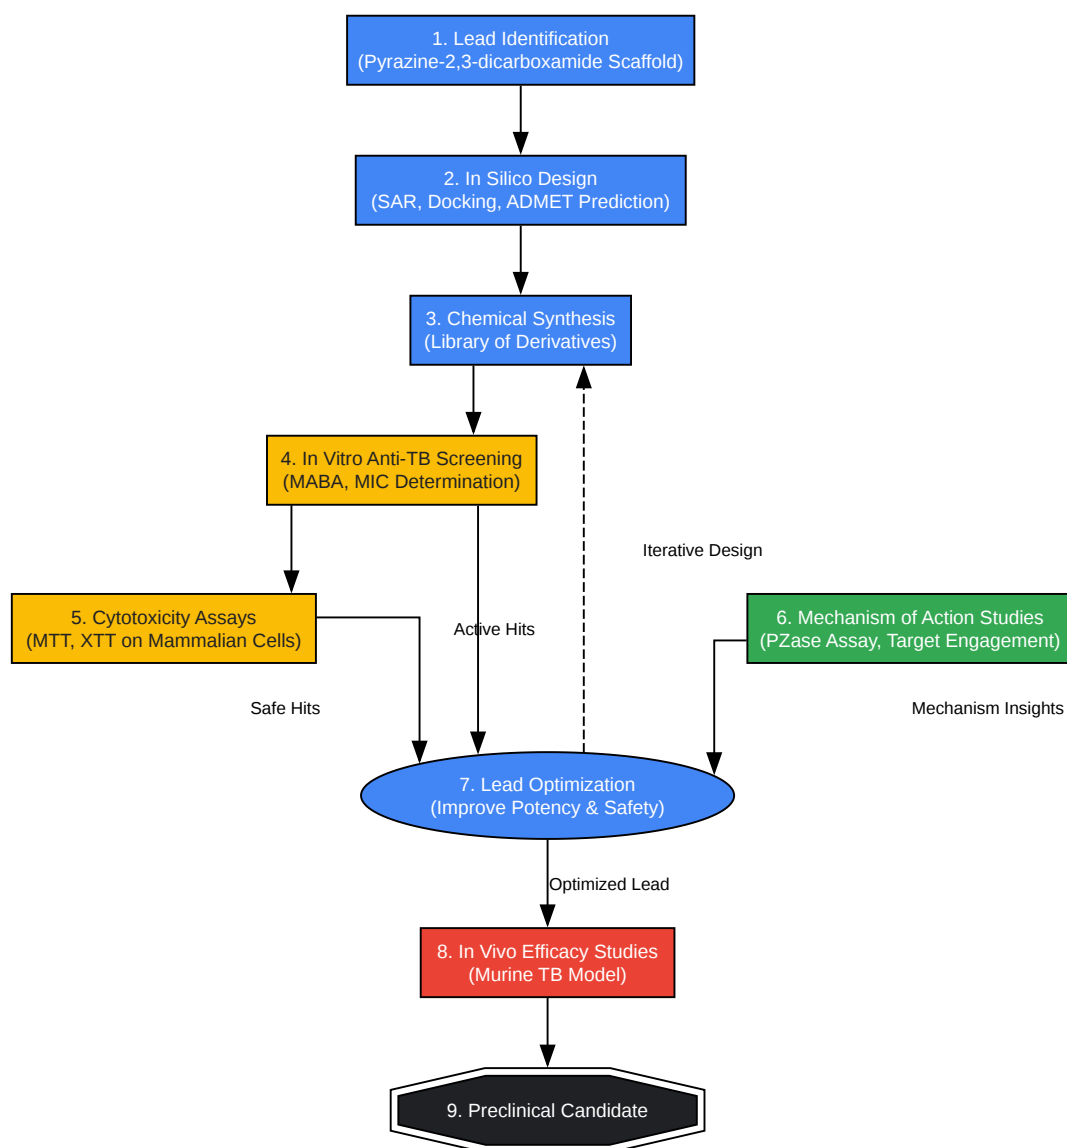 1. Lead Identification
(Pyrazine-2,3-dicarboxamide Scaffold)
2. In Silico Design
(SAR, Docking, ADMET Prediction)
3. Chemical Synthesis
(Library of Derivatives)
4. In Vitro Anti-TB Screening
(MABA, MIC Determination)
Iterative Design
5. Cytotoxicity Assays
(MTT, XTT on Mammalian Cells)
Active Hits
6. Mechanism of Action Studies
(PZase Assay, Target Engagement)
Safe Hits
Mechanism Insights
7. Lead Optimization
(Improve Potency & Safety)
Optimized Lead
8. In Vivo Efficacy Studies
(Murine TB Model)
9. Preclinical Candidate